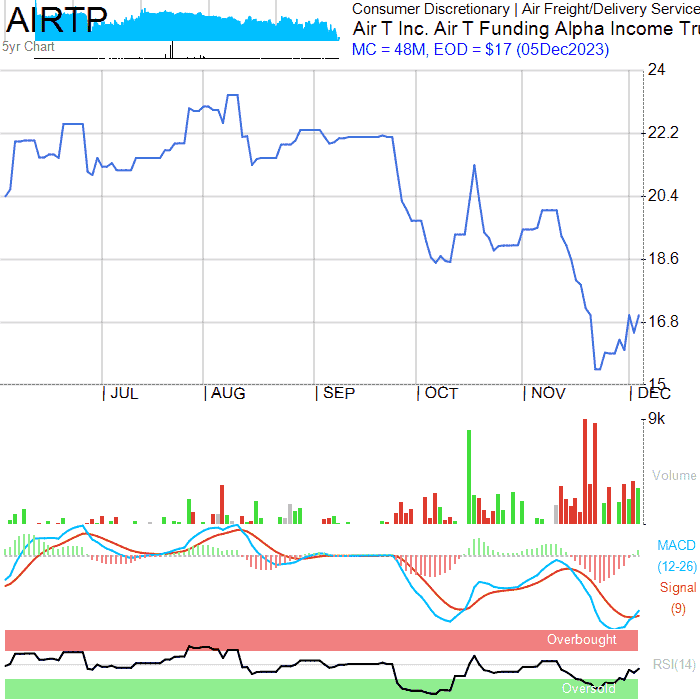 AIRTP
5yr Chart
Consumer Discretionary | Air Freight/Delivery Service
Air T Inc. Air T Funding Alpha Income Tru
MC = 48M, EOD = $17 (05Dec2023)
24
22.2
20.4
18.6
16.8
15
JUL AUG SEP OCT NOV DEC
9k
Volume
MACD
(12-26)
Signal
(9)
Overbought
RSI(14)
Oversold